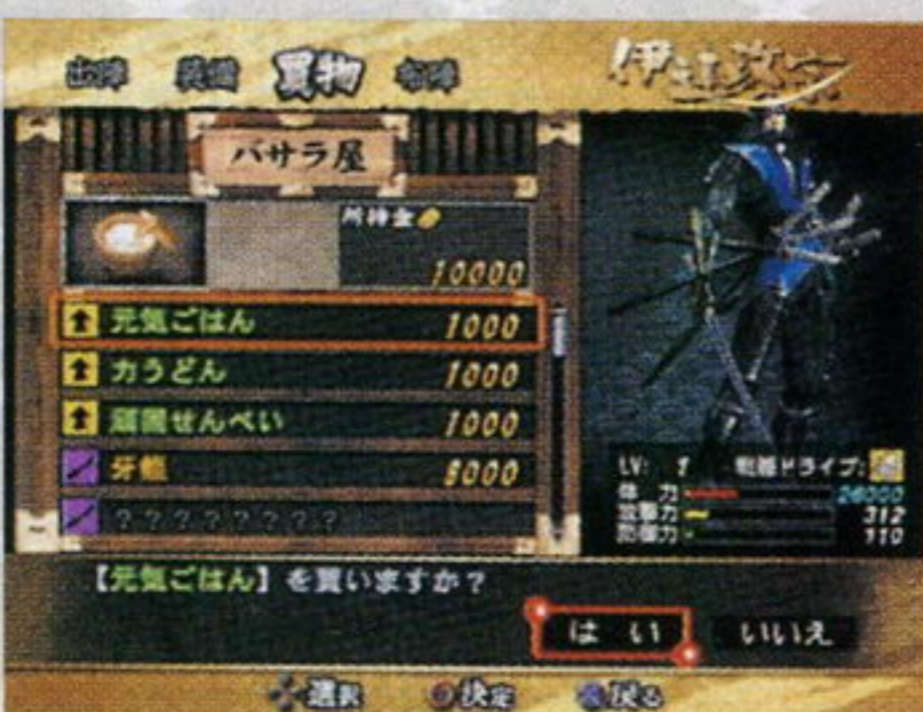 出陣 装備 買物 布陣
伊達政宗
バサラ屋
所持金
10000
元気ごはん 1000
力うどん 1000
頑固せんべい 1000
牙龍
????????
LV: 1
体力 26000
攻撃力 312
防御力 110
【元気ごはん】を買いますか?
はい いいえ
選択 決定 戻る